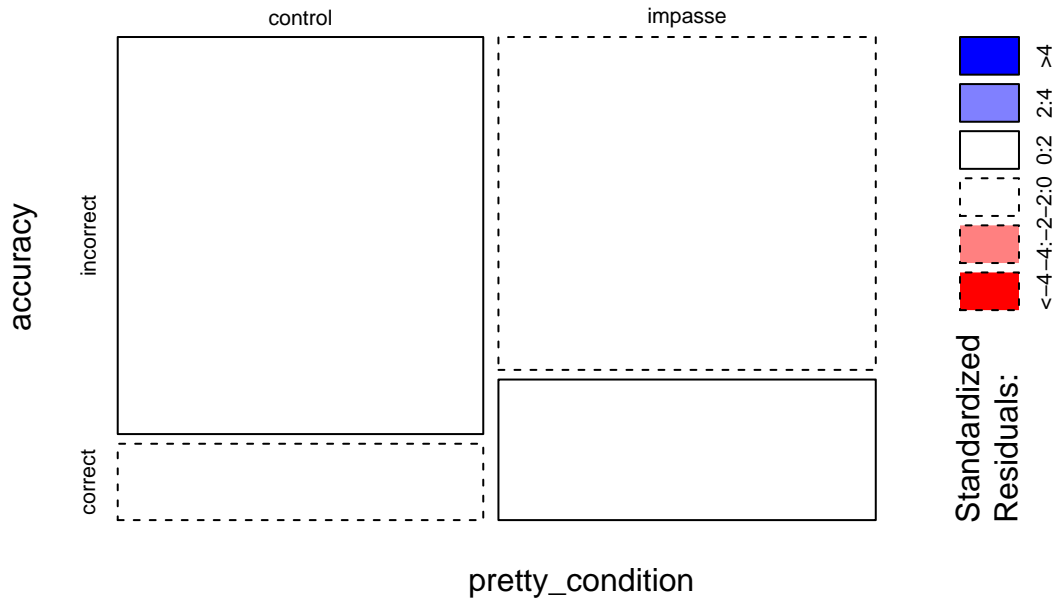 control
impasse
accuracy
incorrect
correct
pretty_condition
Standardized
Residuals:
<−4
−4:−2
−2:0
0:2
2:4
>4